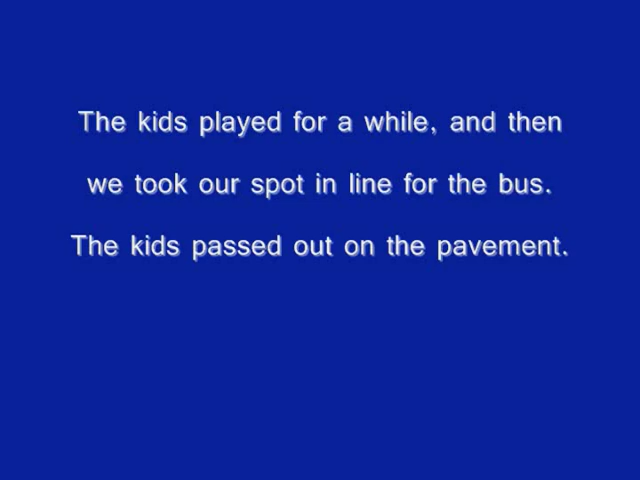 The kids played for a while, and then
we took our spot in line for the bus.
The kids passed out on the pavement.